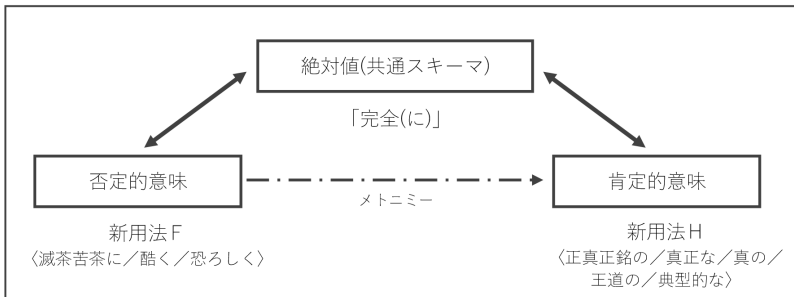 絶対値(共通スキーマ)
「完全(に)」
否定的意味
メトニミー
肯定的意味
新用法F
〈滅茶苦茶に／酷く／恐ろしく〉
新用法H
〈正真正銘の／真正な／真の／
王道の／典型的な〉